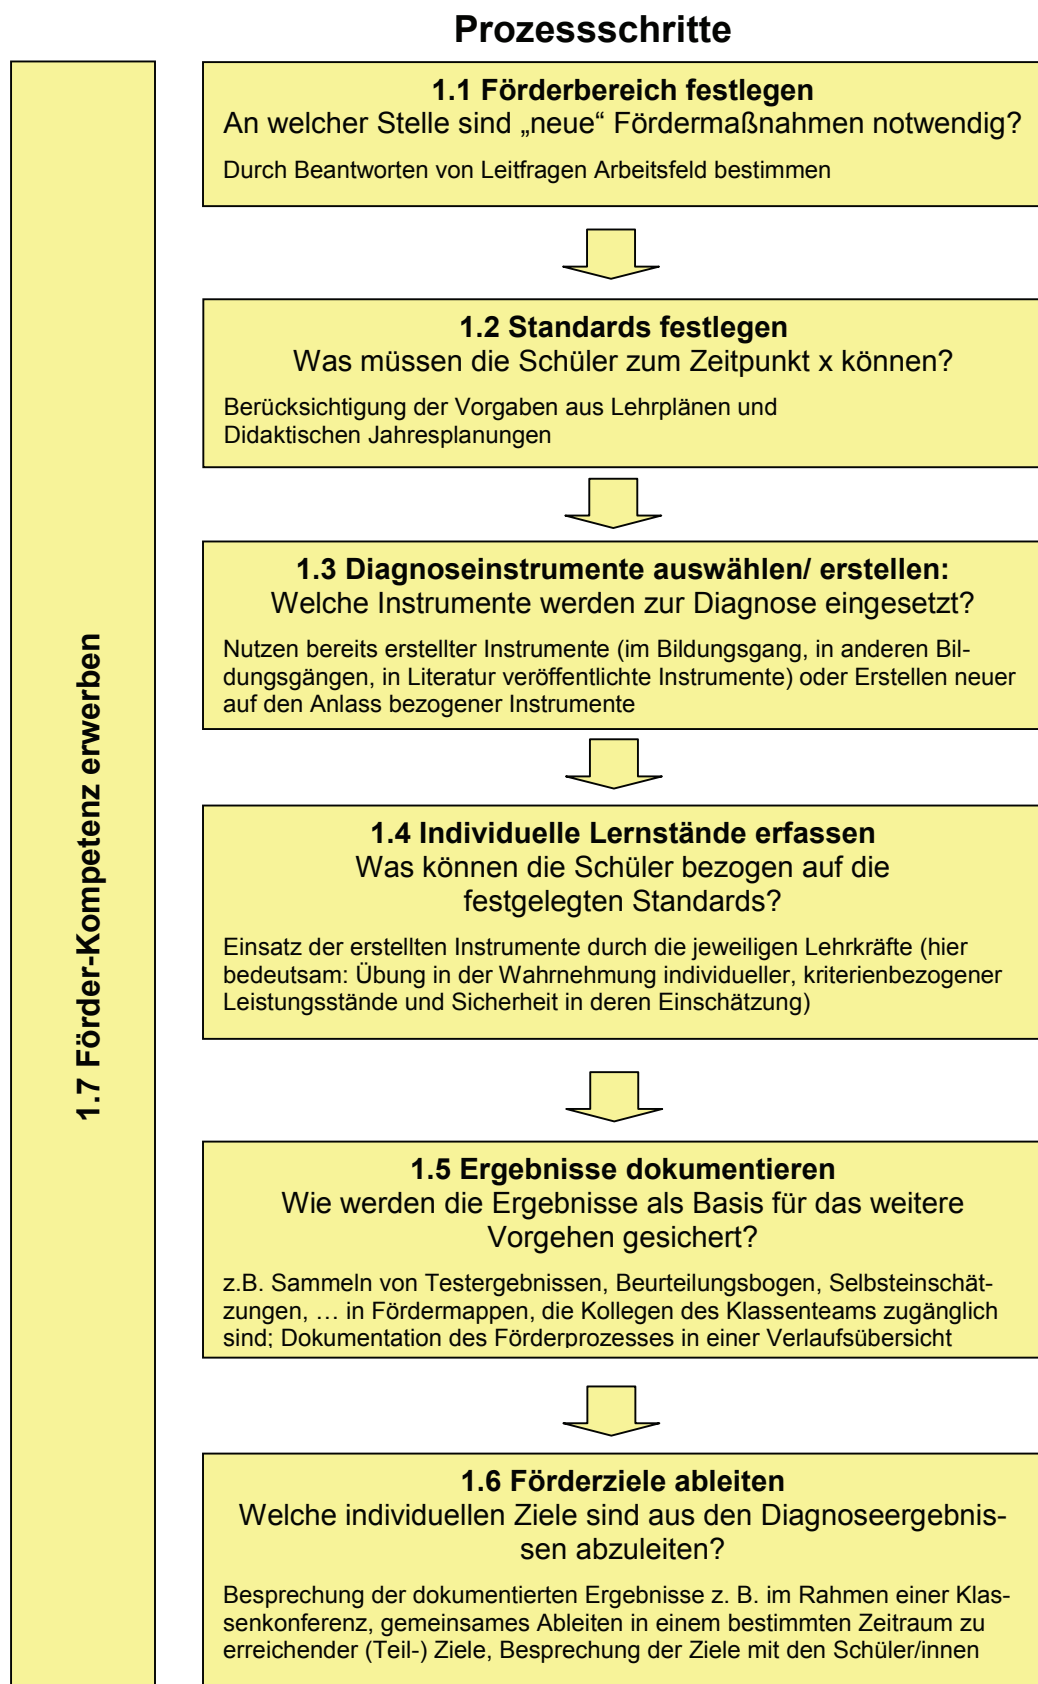 Prozessschritte
1.7 Förder-Kompetenz erwerben
1.1 Förderbereich festlegen
An welcher Stelle sind „neue“ Fördermaßnahmen notwendig?
Durch Beantworten von Leitfragen Arbeitsfeld bestimmen
1.2 Standards festlegen
Was müssen die Schüler zum Zeitpunkt x können?
Berücksichtigung der Vorgaben aus Lehrplänen und
Didaktischen Jahresplanungen
1.3 Diagnoseinstrumente auswählen/ erstellen:
Welche Instrumente werden zur Diagnose eingesetzt?
Nutzen bereits erstellter Instrumente (im Bildungsgang, in anderen Bil-
dungsgängen, in Literatur veröffentlichte Instrumente) oder Erstellen neuer
auf den Anlass bezogener Instrumente
1.4 Individuelle Lernstände erfassen
Was können die Schüler bezogen auf die
festgelegten Standards?
Einsatz der erstellten Instrumente durch die jeweiligen Lehrkräfte (hier
bedeutsam: Übung in der Wahrnehmung individueller, kriterienbezogener
Leistungsstände und Sicherheit in deren Einschätzung)
1.5 Ergebnisse dokumentieren
Wie werden die Ergebnisse als Basis für das weitere
Vorgehen gesichert?
z.B. Sammeln von Testergebnissen, Beurteilungsbogen, Selbsteinschät-
zungen, … in Fördermappen, die Kollegen des Klassenteams zugänglich
sind; Dokumentation des Förderprozesses in einer Verlaufsübersicht
1.6 Förderziele ableiten
Welche individuellen Ziele sind aus den Diagnoseergebnis-
sen abzuleiten?
Besprechung der dokumentierten Ergebnisse z. B. im Rahmen einer Klas-
senkonferenz, gemeinsames Ableiten in einem bestimmten Zeitraum zu
erreichender (Teil-) Ziele, Besprechung der Ziele mit den Schüler/innen